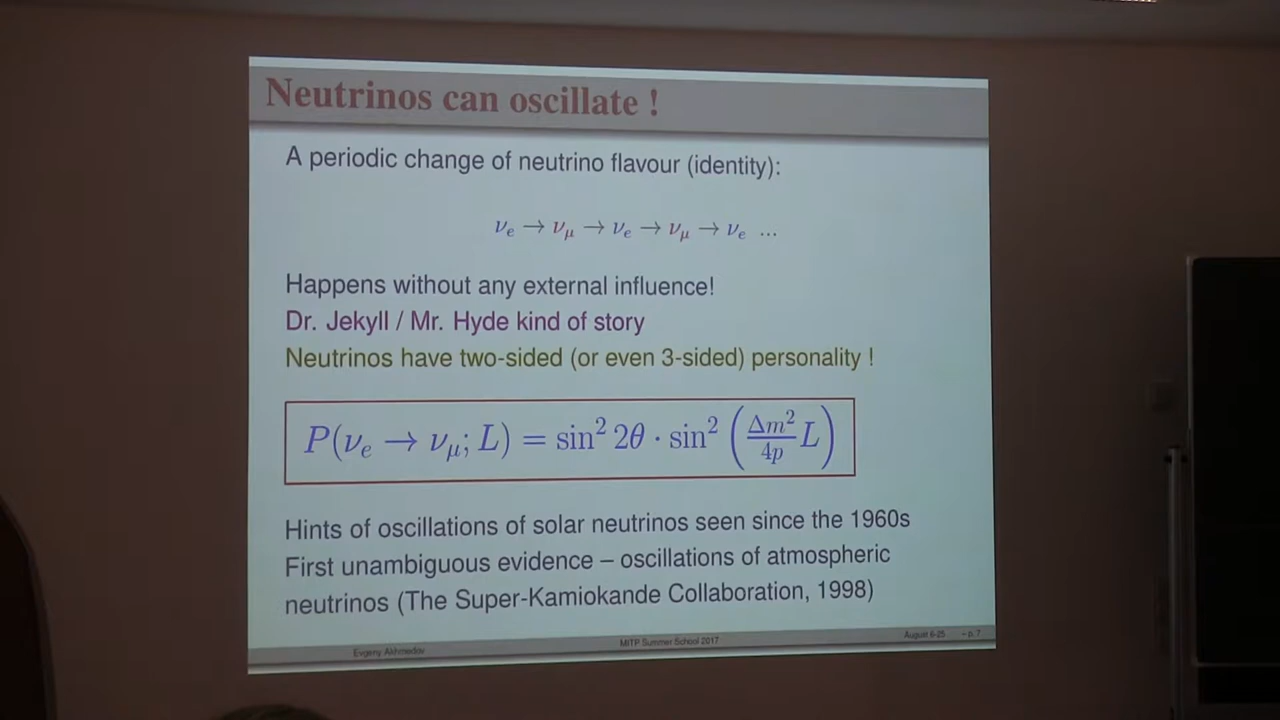 Neutrinos can oscillate !
A periodic change of neutrino flavour (identity):
νe → νμ → νe → νμ → νe ...
Happens without any external influence!
Dr. Jekyll / Mr. Hyde kind of story
Neutrinos have two-sided (or even 3-sided) personality !
P(νe → νμ; L) = sin² 2θ · sin² (Δm²/4p L)
Hints of oscillations of solar neutrinos seen since the 1960s
First unambiguous evidence – oscillations of atmospheric
neutrinos (The Super-Kamiokande Collaboration, 1998)
Evgeny Akhmedov MITP Summer School 2017 August 6-25 – p. 7